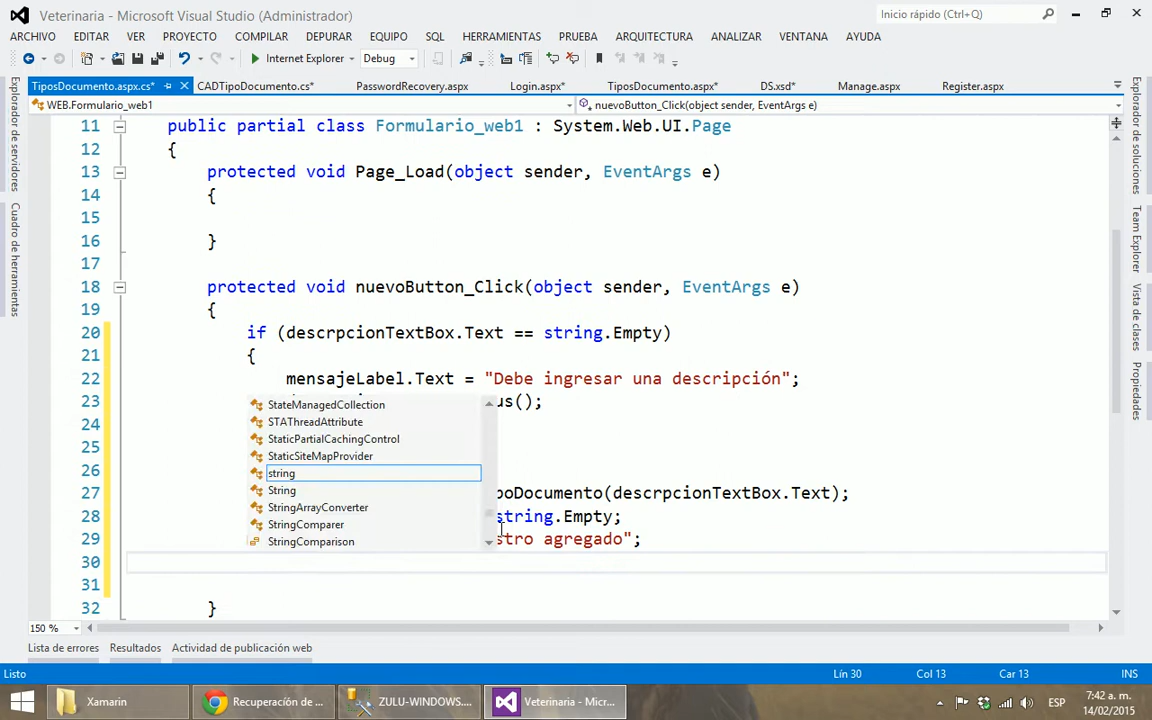 Veterinaria - Microsoft Visual Studio (Administrador)
Inicio rápido (Ctrl+Q)
ARCHIVO EDITAR VER PROYECTO COMPILAR DEPURAR EQUIPO SQL HERRAMIENTAS PRUEBA ARQUITECTURA ANALIZAR VENTANA AYUDA
Internet Explorer Debug
TiposDocumento.aspx.cs* CADTipoDocumento.cs* PasswordRecovery.aspx Login.aspx* TiposDocumento.aspx* DS.xsd* Manage.aspx Register.aspx
WEB.Formulario_web1 nuevoButton_Click(object sender, EventArgs e)
Explorador de servidores
Cuadro de herramientas
11 public partial class Formulario_web1 : System.Web.UI.Page
12 {
13 protected void Page_Load(object sender, EventArgs e)
14 {
15
16 }
17
18 protected void nuevoButton_Click(object sender, EventArgs e)
19 {
20 if (descrpcionTextBox.Text == string.Empty)
21 {
22 mensajeLabel.Text = "Debe ingresar una descripción";
23 us();
24
25
26
27 poDocumento(descrpcionTextBox.Text);
28 string.Empty;
29 stro agregado";
30
31
32 }
StateManagedCollection
STAThreadAttribute
StaticPartialCachingControl
StaticSiteMapProvider
string
String
StringArrayConverter
StringComparer
StringComparison
Explorador de soluciones
Team Explorer
Vista de clases
Propiedades
150 %
Lista de errores Resultados Actividad de publicación web
Listo Lín 30 Col 13 Car 13 INS
Xamarin Recuperación de ... ZULU-WINDOWS.... Veterinaria - Micr... ESP 7:42 a. m.
14/02/2015